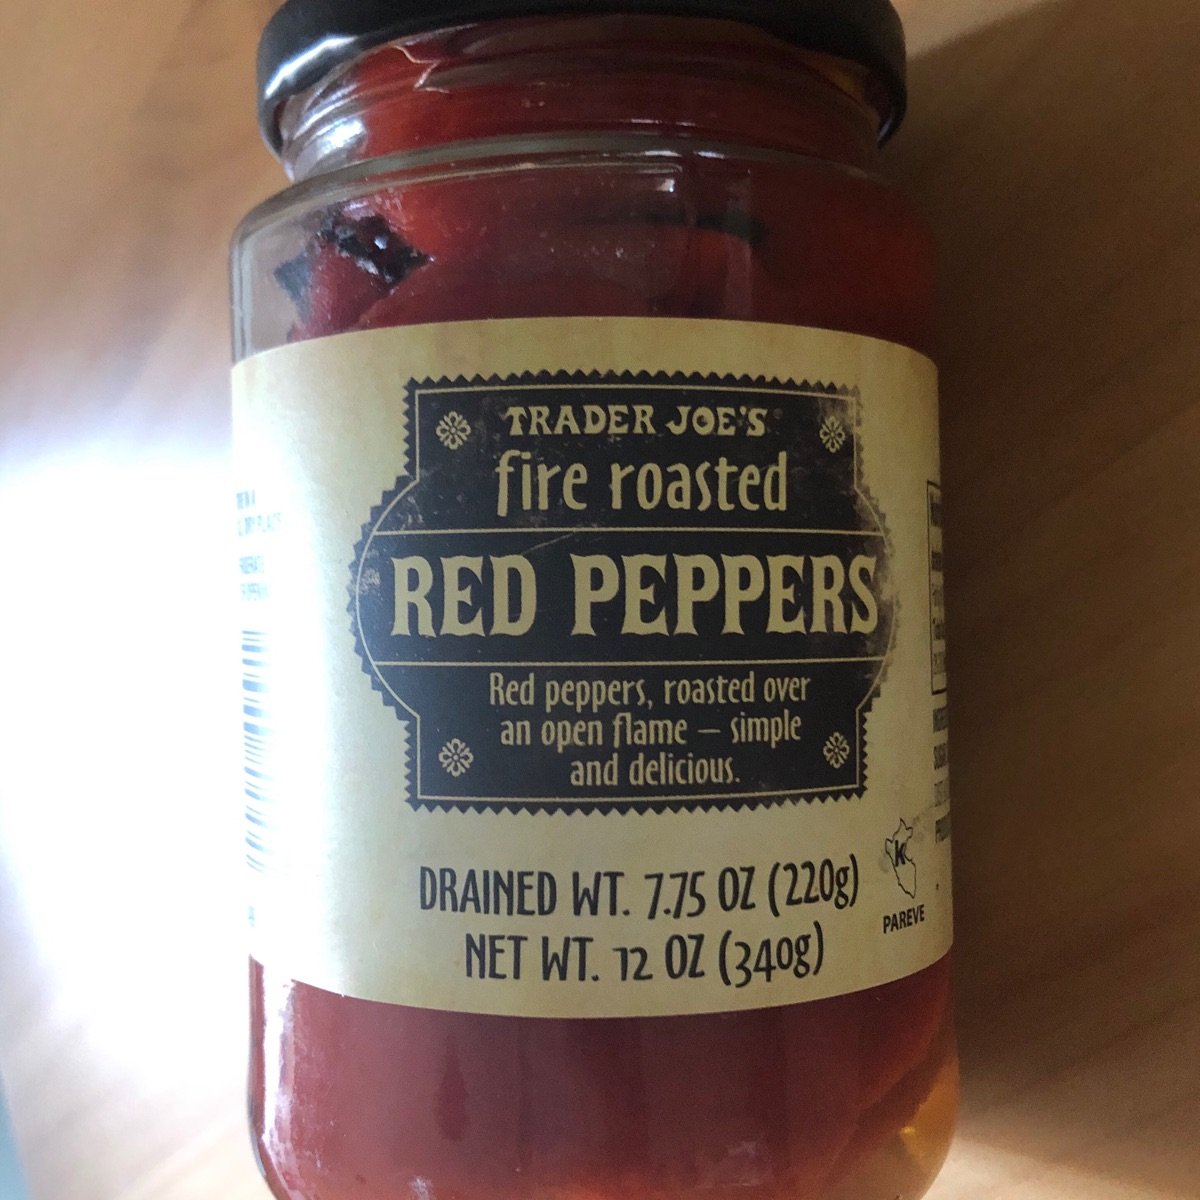 TRADER JOE'S
fire roasted
RED PEPPERS
Red peppers, roasted over
an open flame – simple
and delicious.
DRAINED WT. 7.75 OZ (220g)
NET WT. 12 OZ (340g)
K
PAREVE